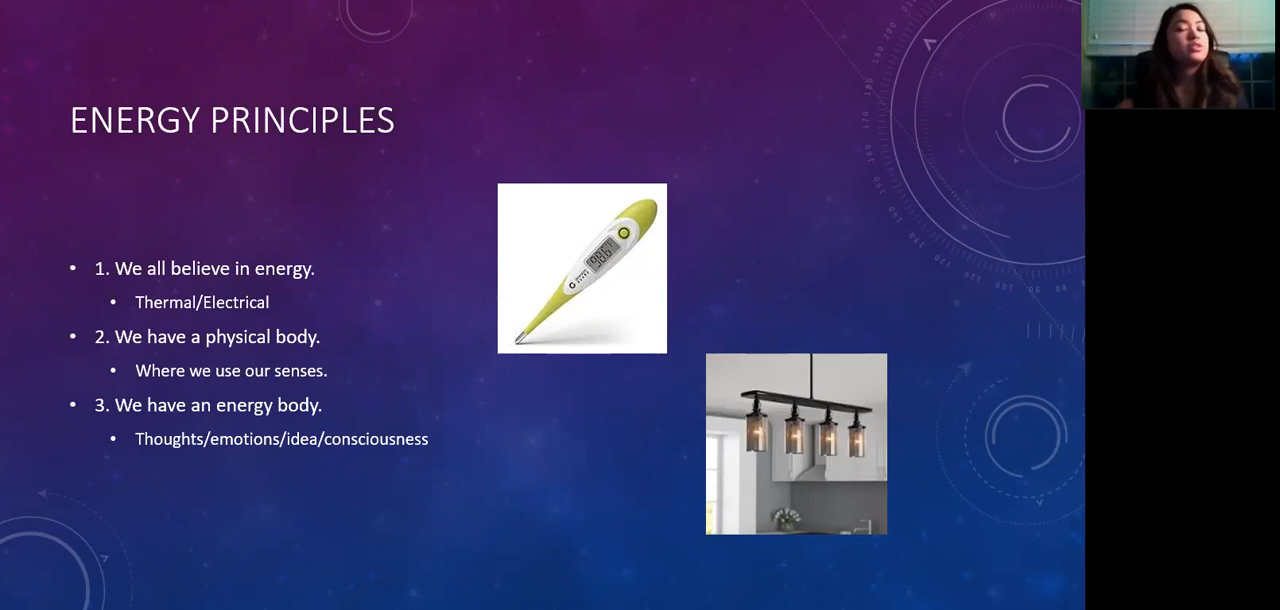 ENERGY PRINCIPLES
• 1. We all believe in energy.
• Thermal/Electrical
• 2. We have a physical body.
• Where we use our senses.
• 3. We have an energy body.
• Thoughts/emotions/idea/consciousness